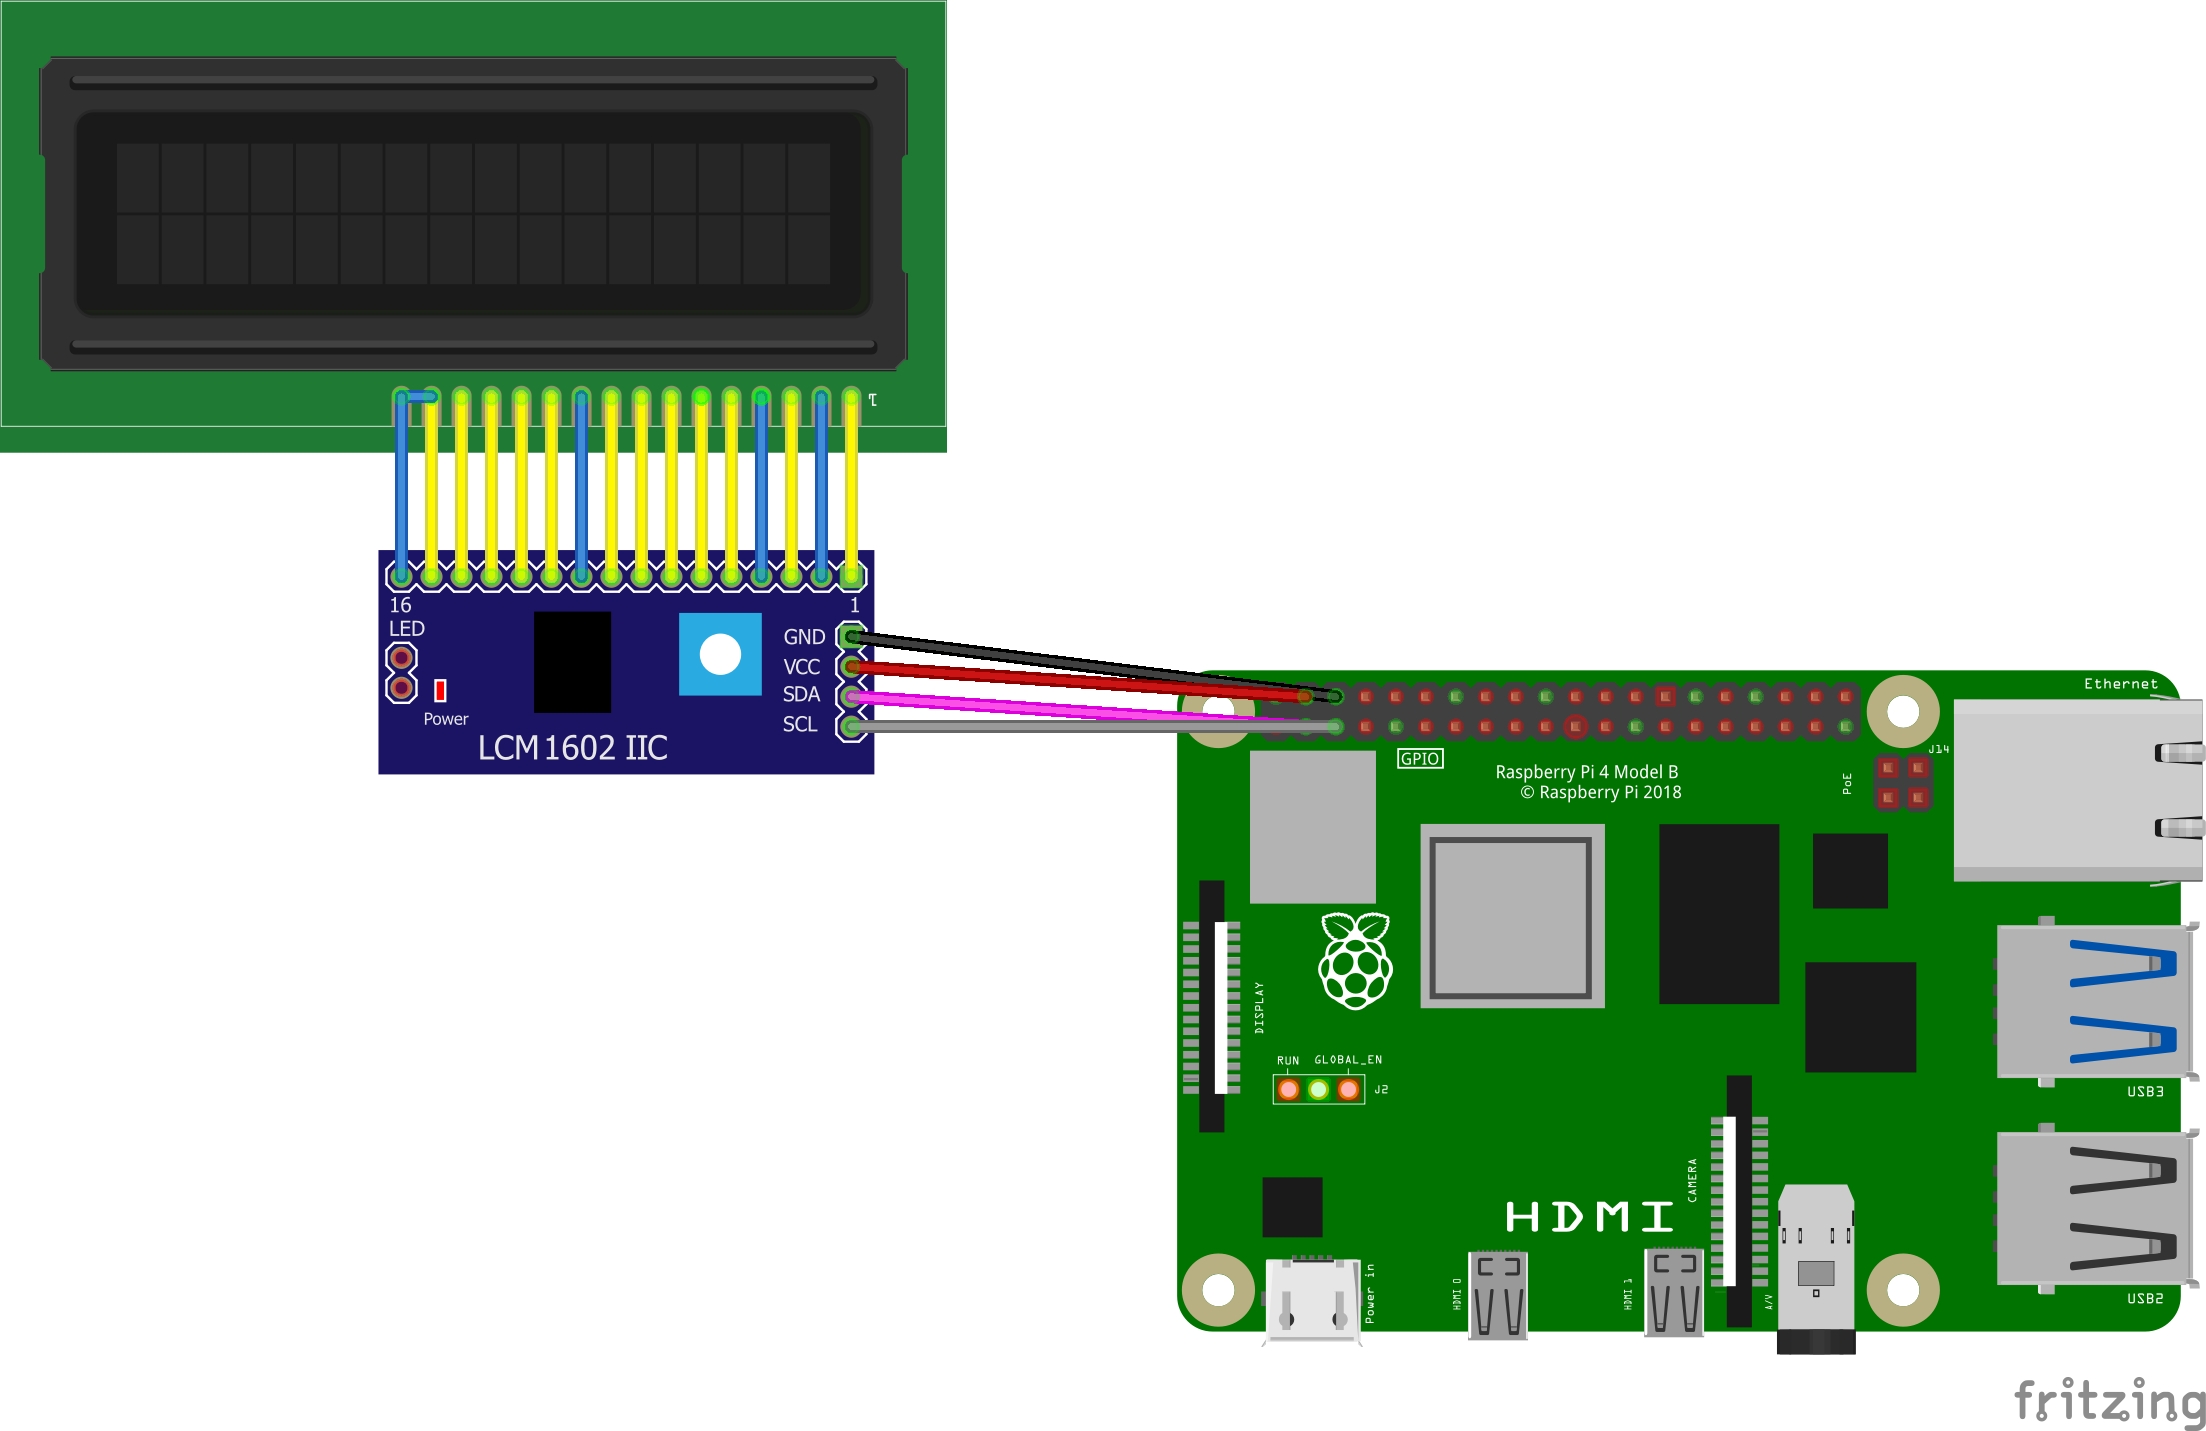 1
16
1
LED
GND
VCC
SDA
SCL
Power
LCM1602 IIC
Ethernet
J14
GPIO
PoE
Raspberry Pi 4 Model B
© Raspberry Pi 2018
DISPLAY
RUN
GLOBAL_EN
J2
USB3
CAMERA
HDMI
Power in
HDMI 0
HDMI 1
A/V
USB2
fritzing